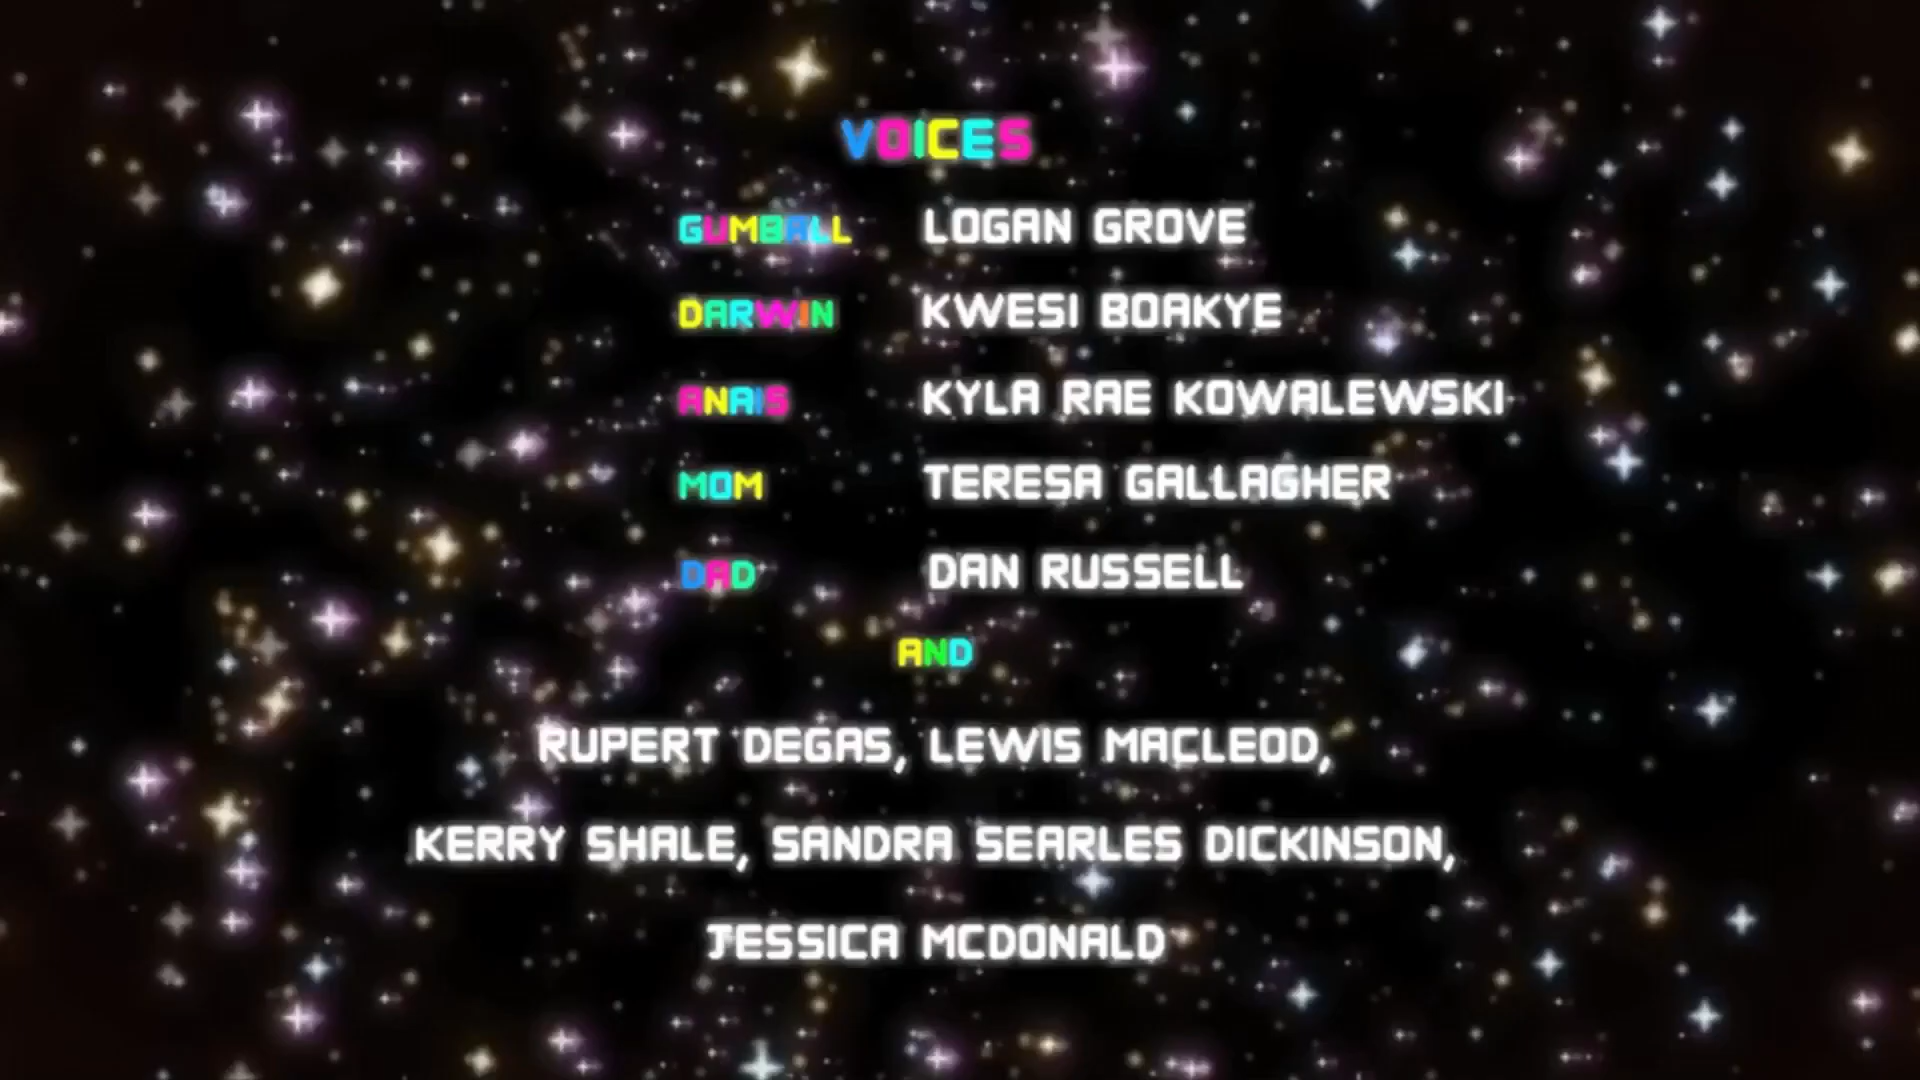 VOICES
GUMBALL LOGAN GROVE
DARWIN KWESI BOAKYE
ANAIS KYLA RAE KOWALEWSKI
MOM TERESA GALLAGHER
DAD DAN RUSSELL
AND
RUPERT DEGAS, LEWIS MACLEOD,
KERRY SHALE, SANDRA SEARLES DICKINSON,
JESSICA MCDONALD